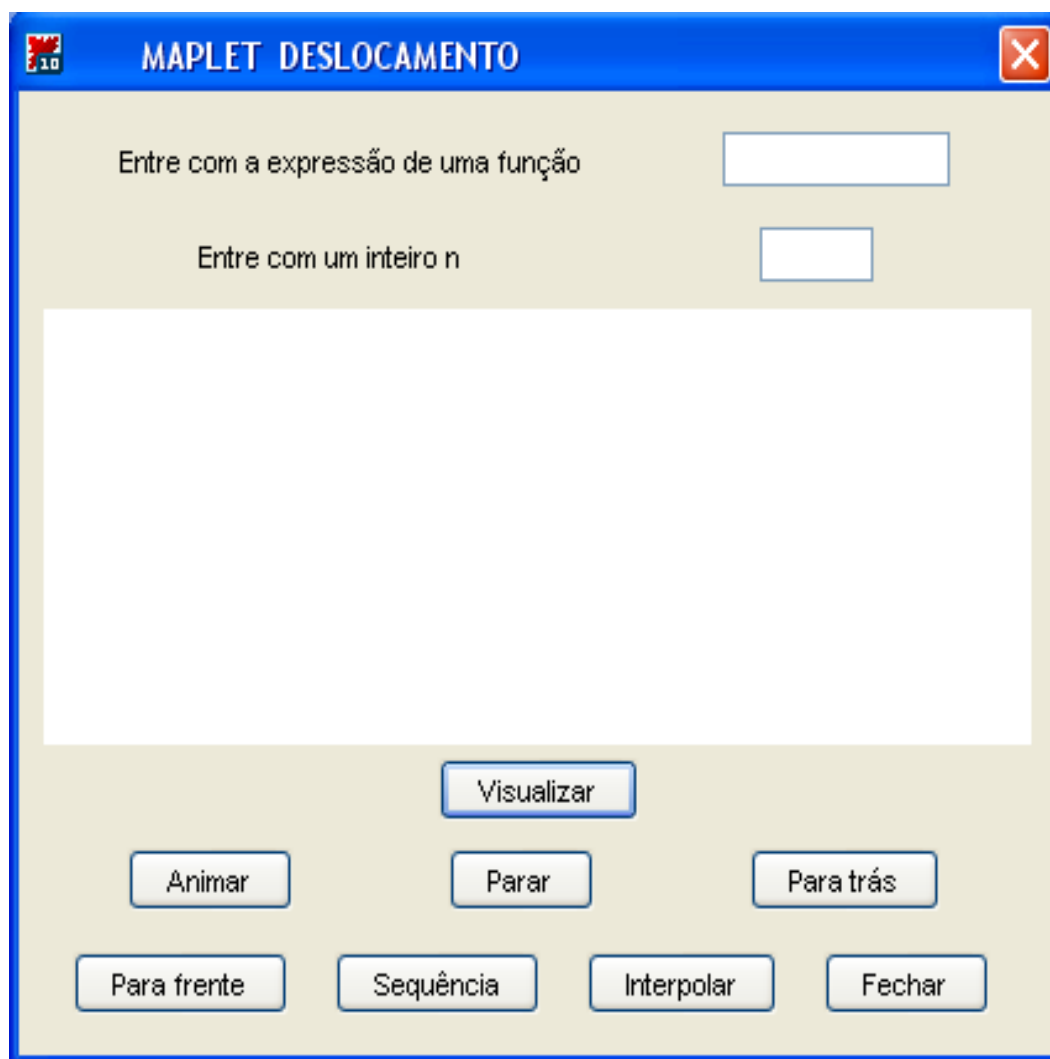 10 MAPLET DESLOCAMENTO
Entre com a expressão de uma função
Entre com um inteiro n
Visualizar
Animar Parar Para trás
Para frente Sequência Interpolar Fechar